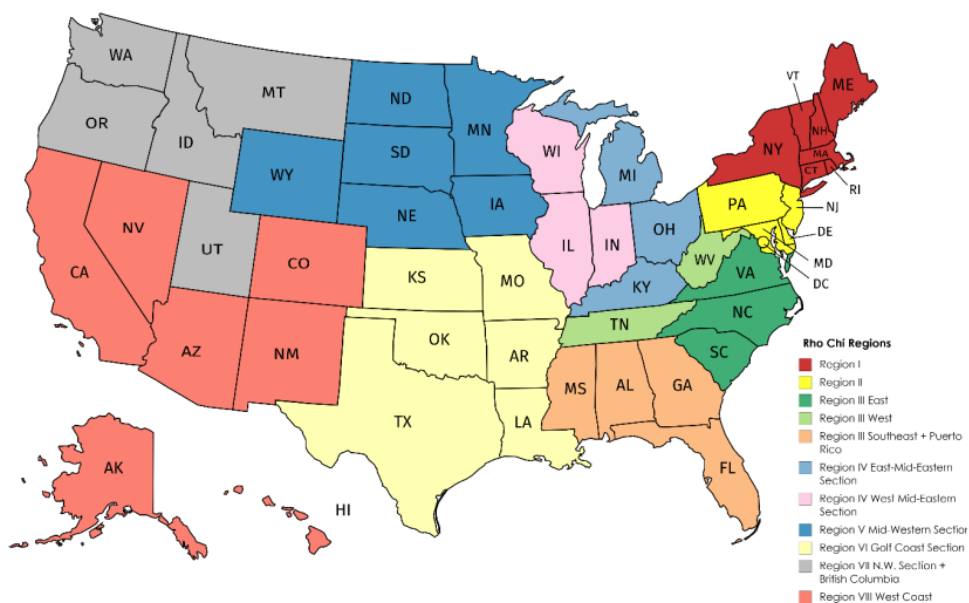 WA
MT
ND
MN
VT
ME
OR
ID
SD
WI
NY
NH
MA
WY
MI
CT
RI
IA
PA
NJ
NE
OH
NV
UT
IL
IN
DE
CA
CO
WV
MD
KS
MO
VA
DC
KY
NC
TN
OK
AZ
NM
AR
SC
MS
AL
GA
TX
LA
AK
FL
HI
Rho Chi Regions
Region I
Region II
Region III East
Region III West
Region III Southeast + Puerto
Rico
Region IV East-Mid-Eastern
Section
Region IV West Mid-Eastern
Section
Region V Mid-Western Section
Region VI Golf Coast Section
Region VII N.W. Section +
British Columbia
Region VIII West Coast